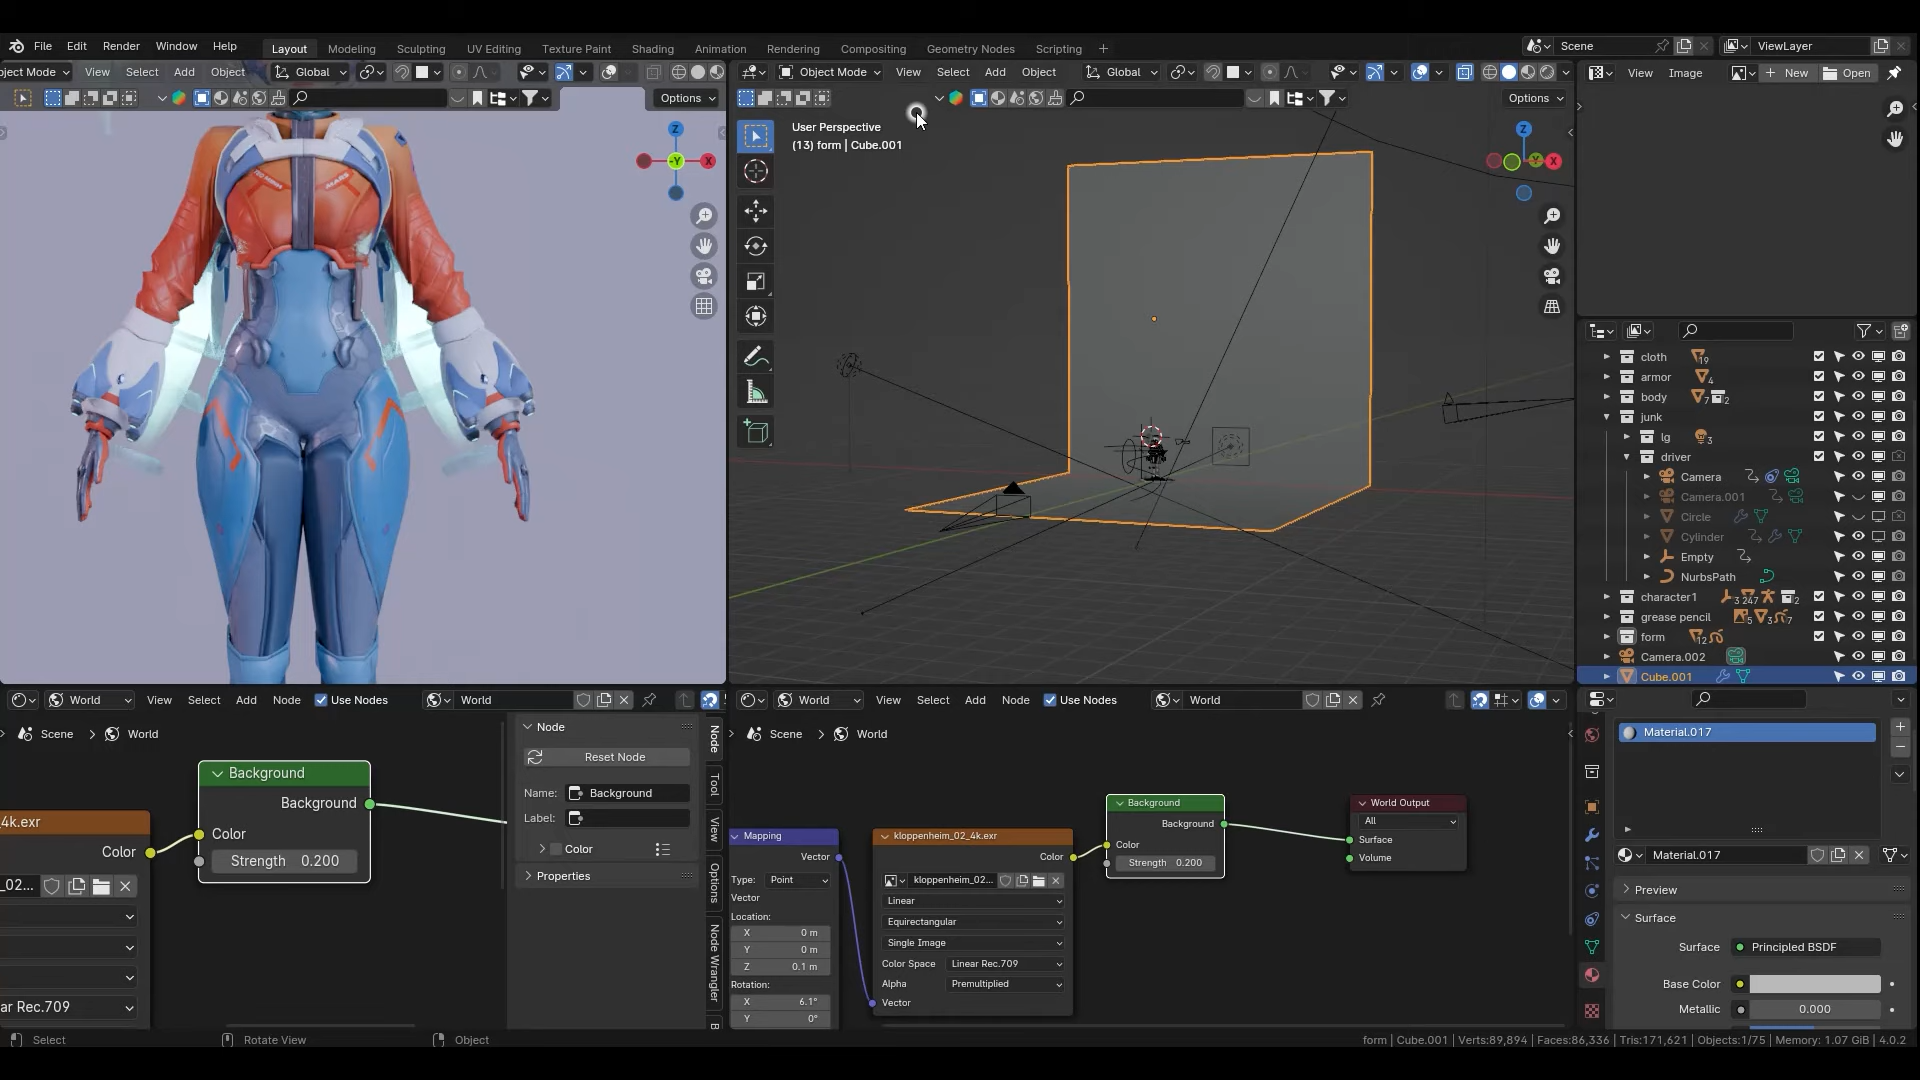 File Edit Render Window Help Layout Modeling Sculpting UV Editing Texture Paint Shading Animation Rendering Compositing Geometry Nodes Scripting + Scene ViewLayer
ject Mode View Select Add Object Global
Object Mode View Select Add Object Global
View Image New Open
Options
Options
User Perspective
(13) form | Cube.001
Z
-Y X
Z
Y X
MARS
cloth 19
armor 4
body 7 2
junk
lg 3
driver
Camera
Camera.001
Circle
Cylinder
Empty
NurbsPath
character1 3 247 2
grease pencil 5 3 7
form 12
Camera.002
Cube.001
World View Select Add Node Use Nodes World
World View Select Add Node Use Nodes World
Scene > World
Background
Background
Color
Strength 0.200
4k.exr
Color
_02...
ar Rec.709
Node
Reset Node
Name: Background
Label:
Color
Properties
Node
Tool
View
Options
Node Wrangler
Scene > World
Mapping
Vector
Type: Point
Vector
Location:
X 0 m
Y 0 m
Z 0.1 m
Rotation:
X 6.1°
Y 0°
kloppenheim_02_4k.exr
Color
kloppenheim_02...
Linear
Equirectangular
Single Image
Color Space Linear Rec.709
Alpha Premultiplied
Vector
Background
Background
Color
Strength 0.200
World Output
All
Surface
Volume
Material.017
Material.017
Preview
Surface
Surface Principled BSDF
Base Color
Metallic 0.000
Select Rotate View Object
form | Cube.001 | Verts:89,894 | Faces:86,336 | Tris:171,621 | Objects:1/75 | Memory: 1.07 GiB | 4.0.2